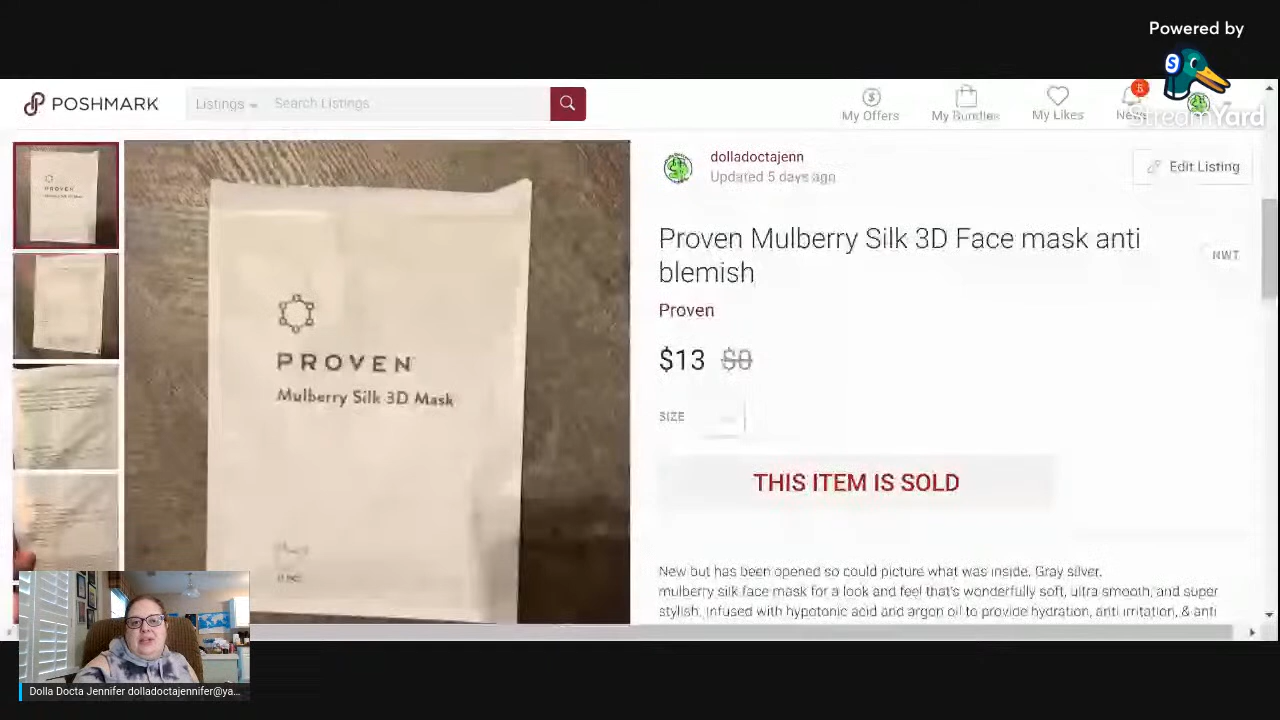 Powered by
StreamYard
POSHMARK
Listings
Search Listings
My Offers
My Bundles
My Likes
5
dolladoctajenn
Updated 5 days ago
Edit Listing
Proven Mulberry Silk 3D Face mask anti
blemish
NWT
Proven
$13 $0
SIZE
THIS ITEM IS SOLD
New but has been opened so could picture what was inside. Gray silver.
mulberry silk face mask for a look and feel that's wonderfully soft, ultra-smooth, and super
stylish. Infused with hypotonic acid and argon oil to provide hydration, anti irritation, & anti
PROVEN
Mulberry Silk 3D Mask
Dolla Docta Jennifer dolladoctajennifer@ya...